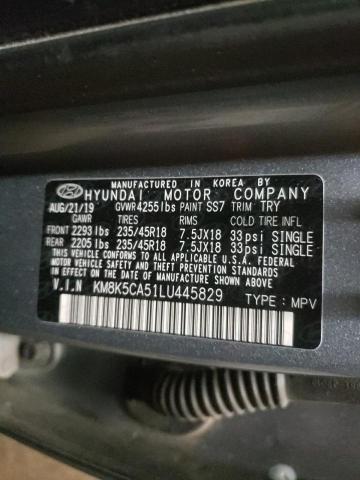 MANUFACTURED IN KOREA BY
HYUNDAI MOTOR COMPANY
AUG/21/19 GVWR4255lbs PAINT SS7 TRIM TRY
GAWR TIRES RIMS COLD TIRE INFL
FRONT 2293 lbs 235/45R18 7.5JX18 33psi SINGLE
REAR 2205 lbs 235/45R18 7.5JX18 33psi SINGLE
THIS VEHICLE CONFORMS TO ALL APPLICABLE U.S.A. FEDERAL
MOTOR VEHICLE SAFETY, BUMPER, AND THEFT PREVENTION
STANDARDS IN EFFECT ON THE DATE OF MANUFACTURE SHOWN ABOVE.
V.I.N KM8K5CA51LU445829 TYPE : MPV